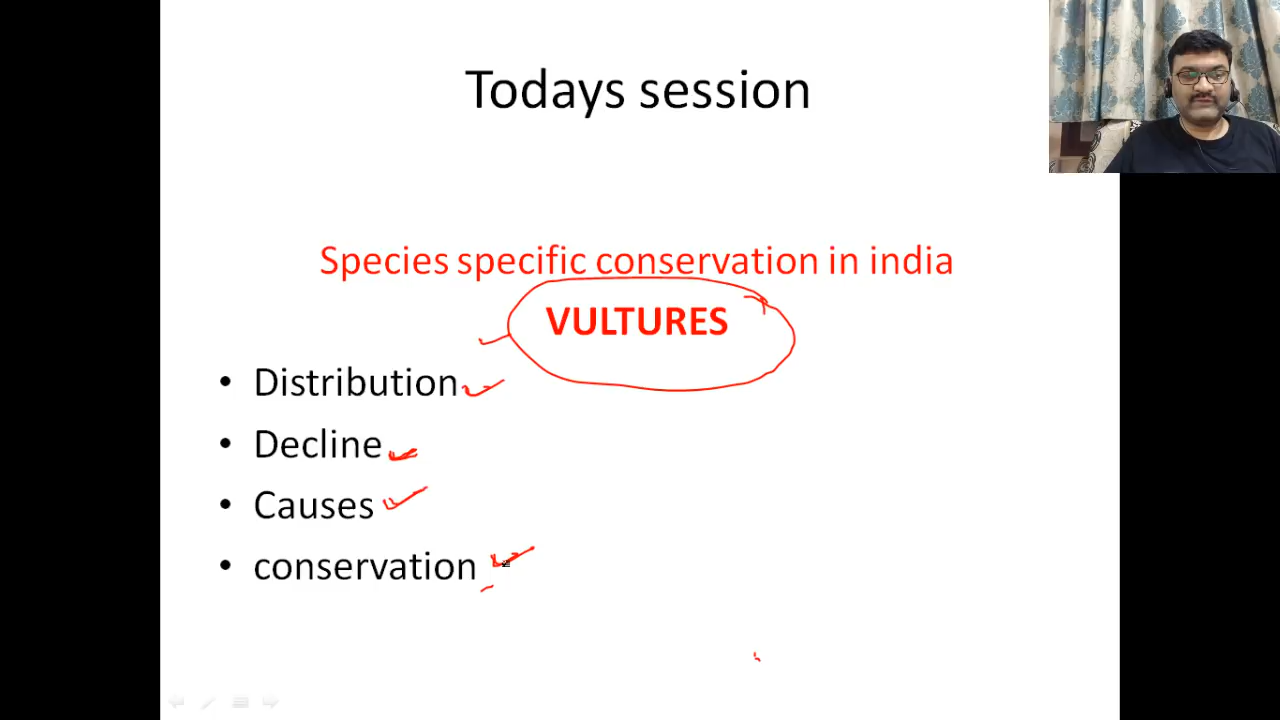 Todays session
Species specific conservation in india
VULTURES
• Distribution
• Decline
• Causes
• conservation